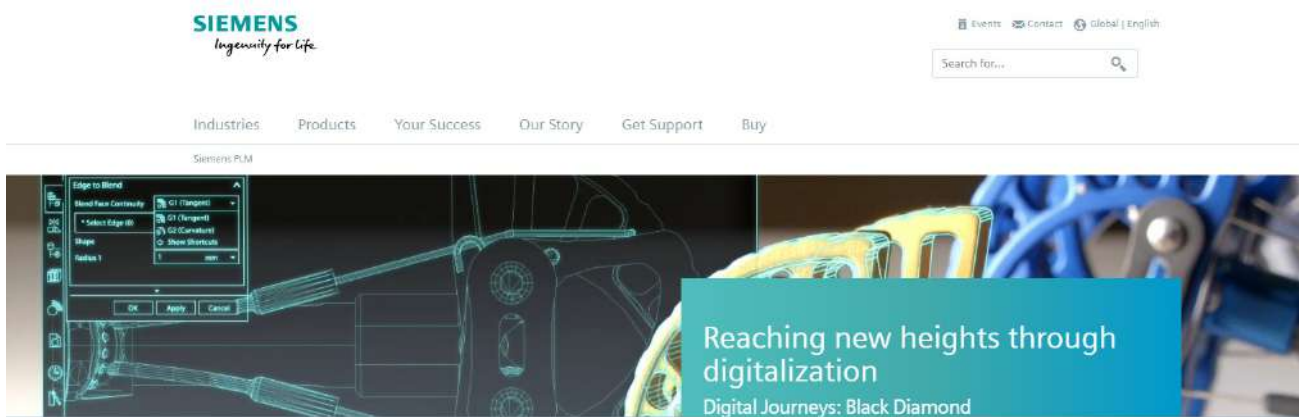 SIEMENS
Ingenuity for life
Events Contact Global | English
Search for...
Industries Products Your Success Our Story Get Support Buy
Siemens PLM
Edge to Blend
Blend Face Continuity G1 (Tangent)
G1 (Tangent)
* Select Edge (0)
G2 (Curvature)
Shape Show Shortcuts
Radius 1 1 mm
OK Apply Cancel
Reaching new heights through
digitalization
Digital Journeys: Black Diamond